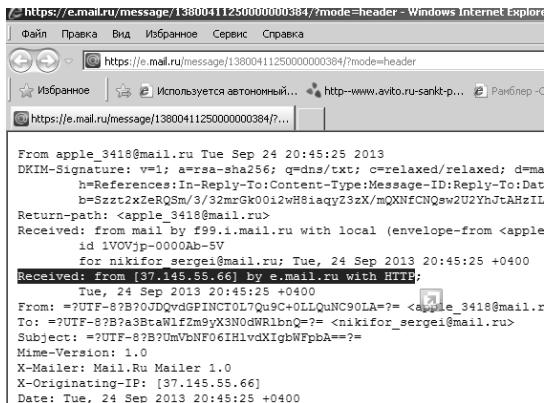 https://e.mail.ru/message/13800411250000000384/?mode=header - Windows Internet Explore
Файл Правка Вид Избранное Сервис Справка
https://e.mail.ru/message/13800411250000000384/?mode=header
Избранное Используется автономный... http--www.avito.ru-sankt-p... Рамблер -
https://e.mail.ru/message/13800411250000000384/?...
From apple_3418@mail.ru Tue Sep 24 20:45:25 2013
DKIM-Signature: v=1; a=rsa-sha256; q=dns/txt; c=relaxed/relaxed; d=ma
h=References:In-Reply-To:Content-Type:Message-ID:Reply-To:Dat
b=Szzt2xZeRQSm/3/32mrGk00i2wH8iaqyZ3zX/mQXNfCNQsw2U2YhJtAHzIL
Return-path: <apple_3418@mail.ru>
Received: from mail by f99.i.mail.ru with local (envelope-from <apple
id 1VOVjp-0000Ab-5V
for nikifor_sergei@mail.ru; Tue, 24 Sep 2013 20:45:25 +0400
Received: from [37.145.55.66] by e.mail.ru with HTTP;
Tue, 24 Sep 2013 20:45:25 +0400
From: =?UTF-8?B?0JDQvdGPINCT0L7Qu9C+0LLQuNC90LA=?= <apple_3418@mail.r
To: =?UTF-8?B?a3BtaWlfZm9yX3N0dWRlbnQ=?= <nikifor_sergei@mail.ru>
Subject: =?UTF-8?B?UmVbNF06IHlvdXIgbWFpbA==?=
Mime-Version: 1.0
X-Mailer: Mail.Ru Mailer 1.0
X-Originating-IP: [37.145.55.66]
Date: Tue, 24 Sep 2013 20:45:25 +0400